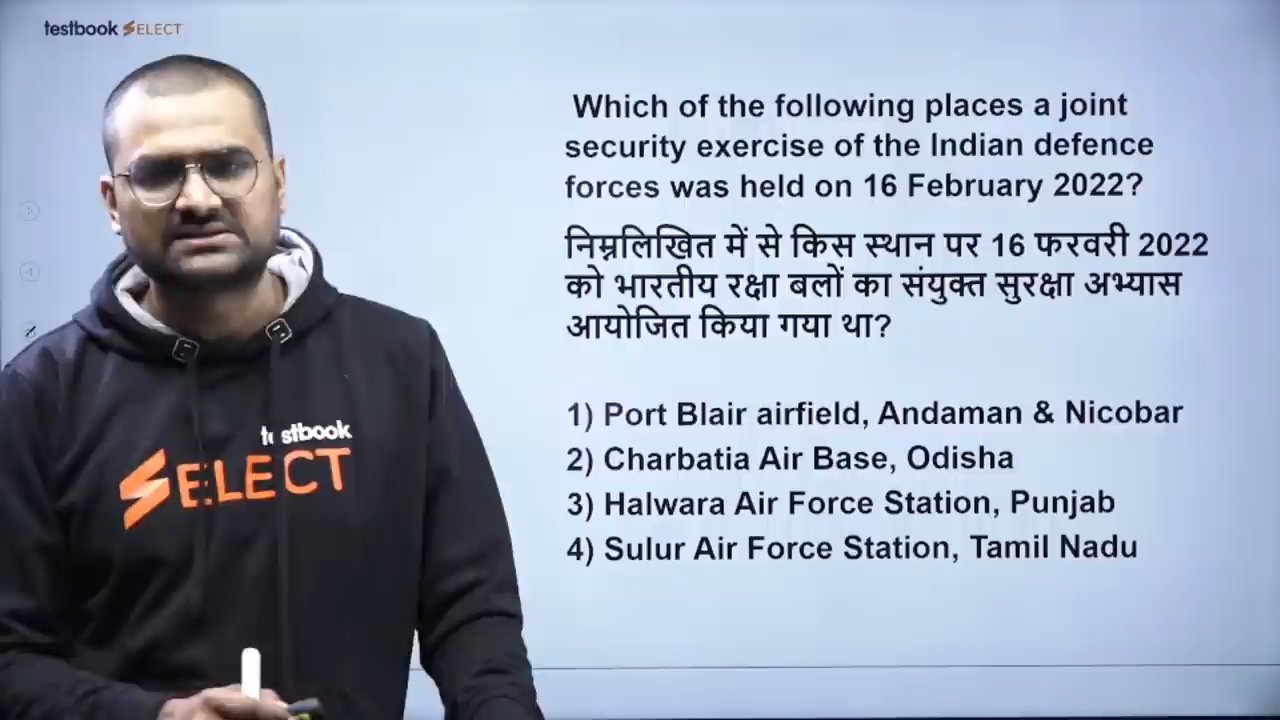 testbook SELECT
Which of the following places a joint
security exercise of the Indian defence
forces was held on 16 February 2022?
निम्नलिखित में से किस स्थान पर 16 फरवरी 2022
को भारतीय रक्षा बलों का संयुक्त सुरक्षा अभ्यास
आयोजित किया गया था?
1) Port Blair airfield, Andaman & Nicobar
2) Charbatia Air Base, Odisha
3) Halwara Air Force Station, Punjab
4) Sulur Air Force Station, Tamil Nadu
testbook
SELECT